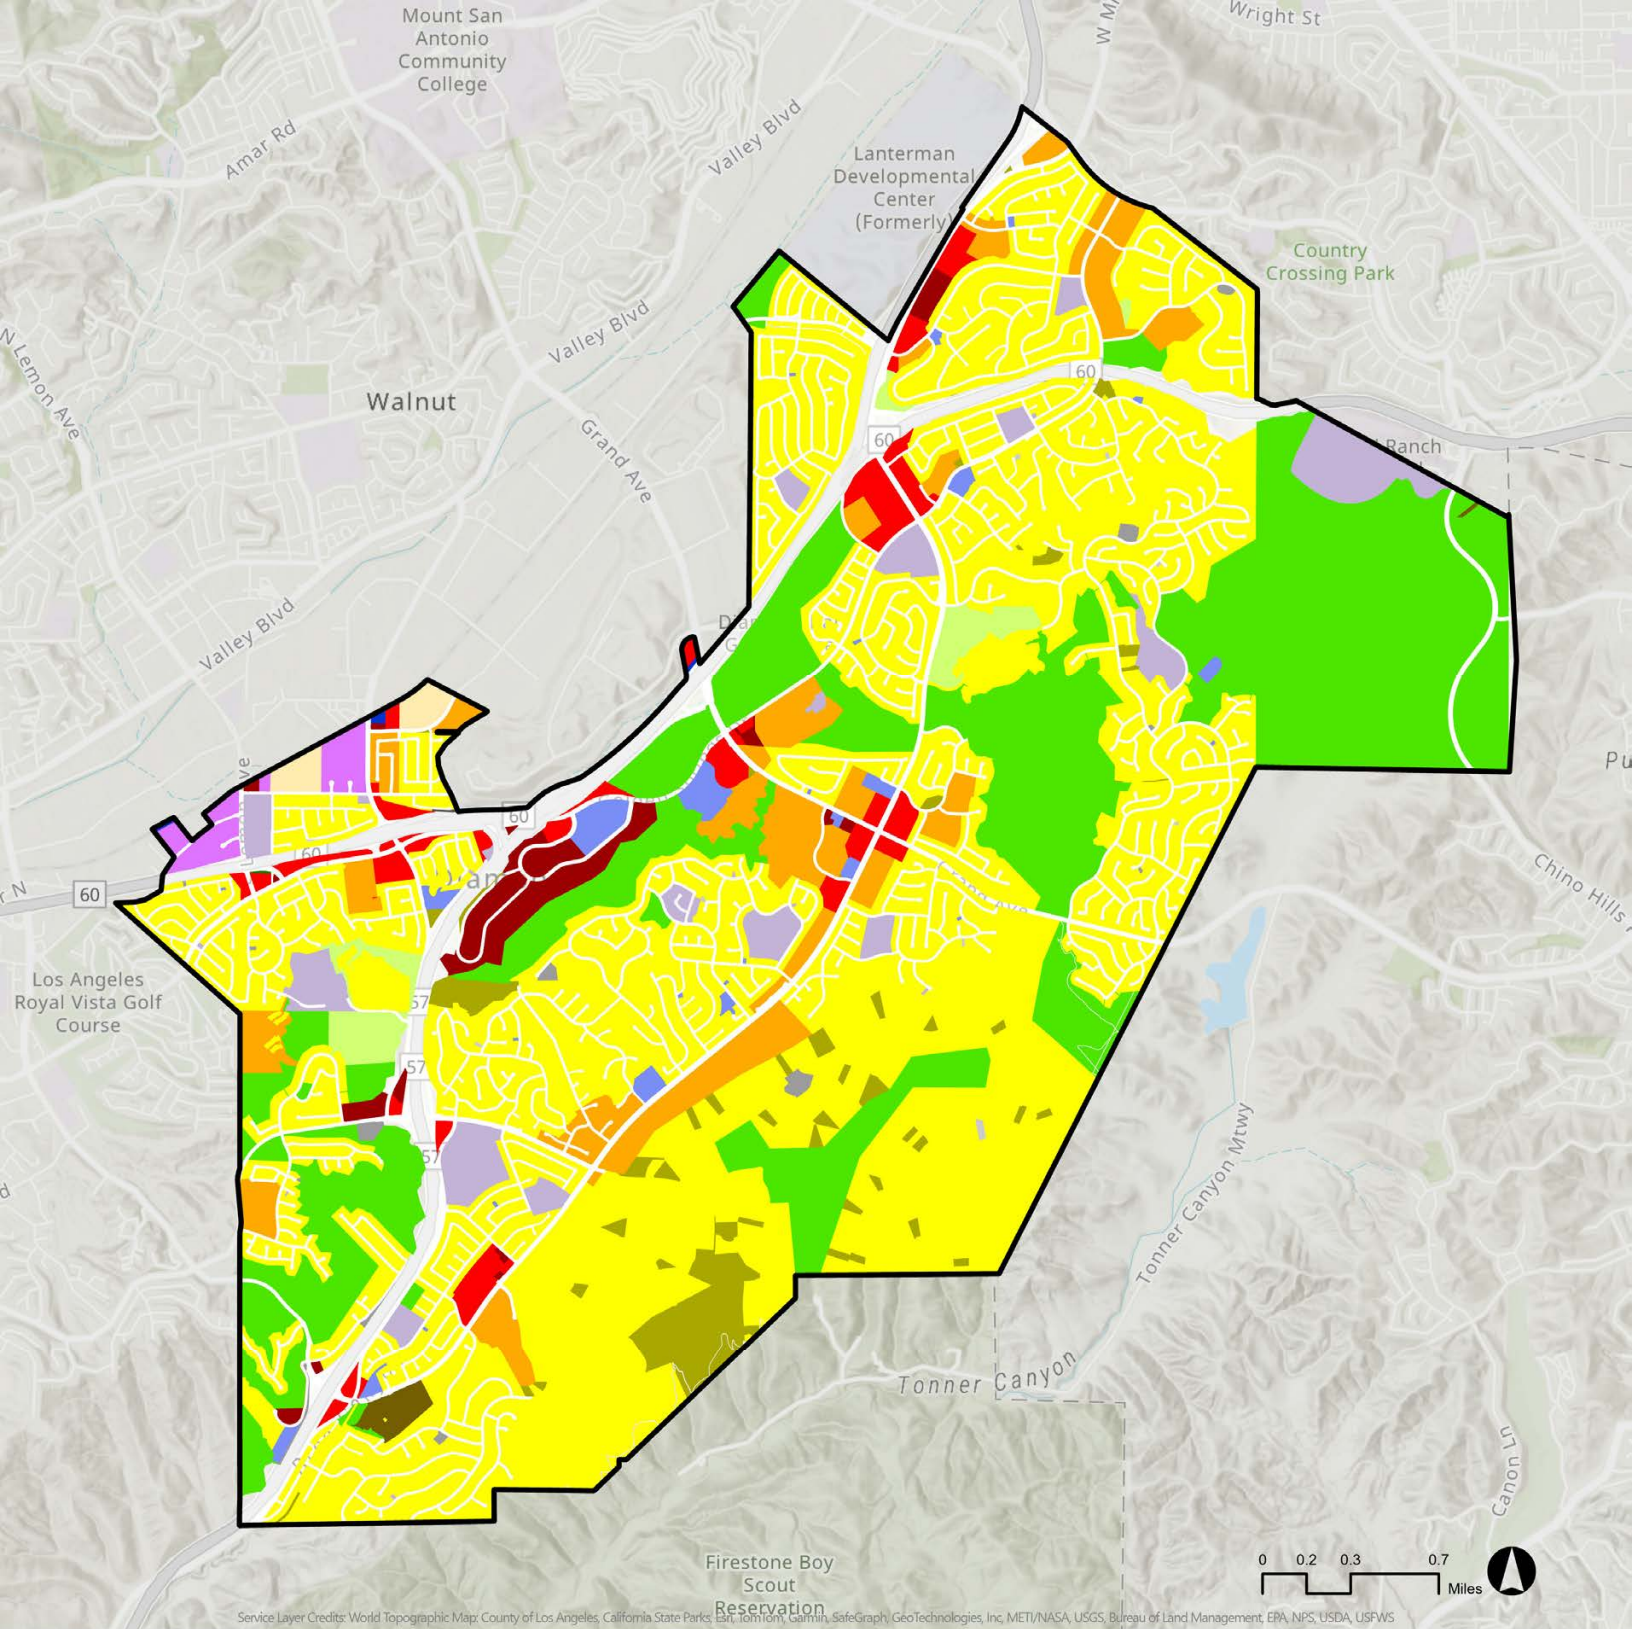 Mount San
Antonio
Community
College
Wright St
Amar Rd
Valley Blvd
Lanterman
Developmental
Center
(Formerly)
Country
Crossing Park
N Lemon Ave
Valley Blvd
Walnut
60
60
Ranch
Grand Ave
Valley Blvd
60
60
60
Grand Ave
Chino Hills
Los Angeles
Royal Vista Golf
Course
57
57
57
Tonner Canyon Mtwy
Tonner Canyon
Canon Ln
Firestone Boy
Scout
Reservation
0 0.2 0.3 0.7
Miles
Service Layer Credits: World Topographic Map: County of Los Angeles, California State Parks, Esri, TomTom, Garmin, SafeGraph, GeoTechnologies, Inc, METI/NASA, USGS, Bureau of Land Management, EPA, NPS, USDA, USFWS